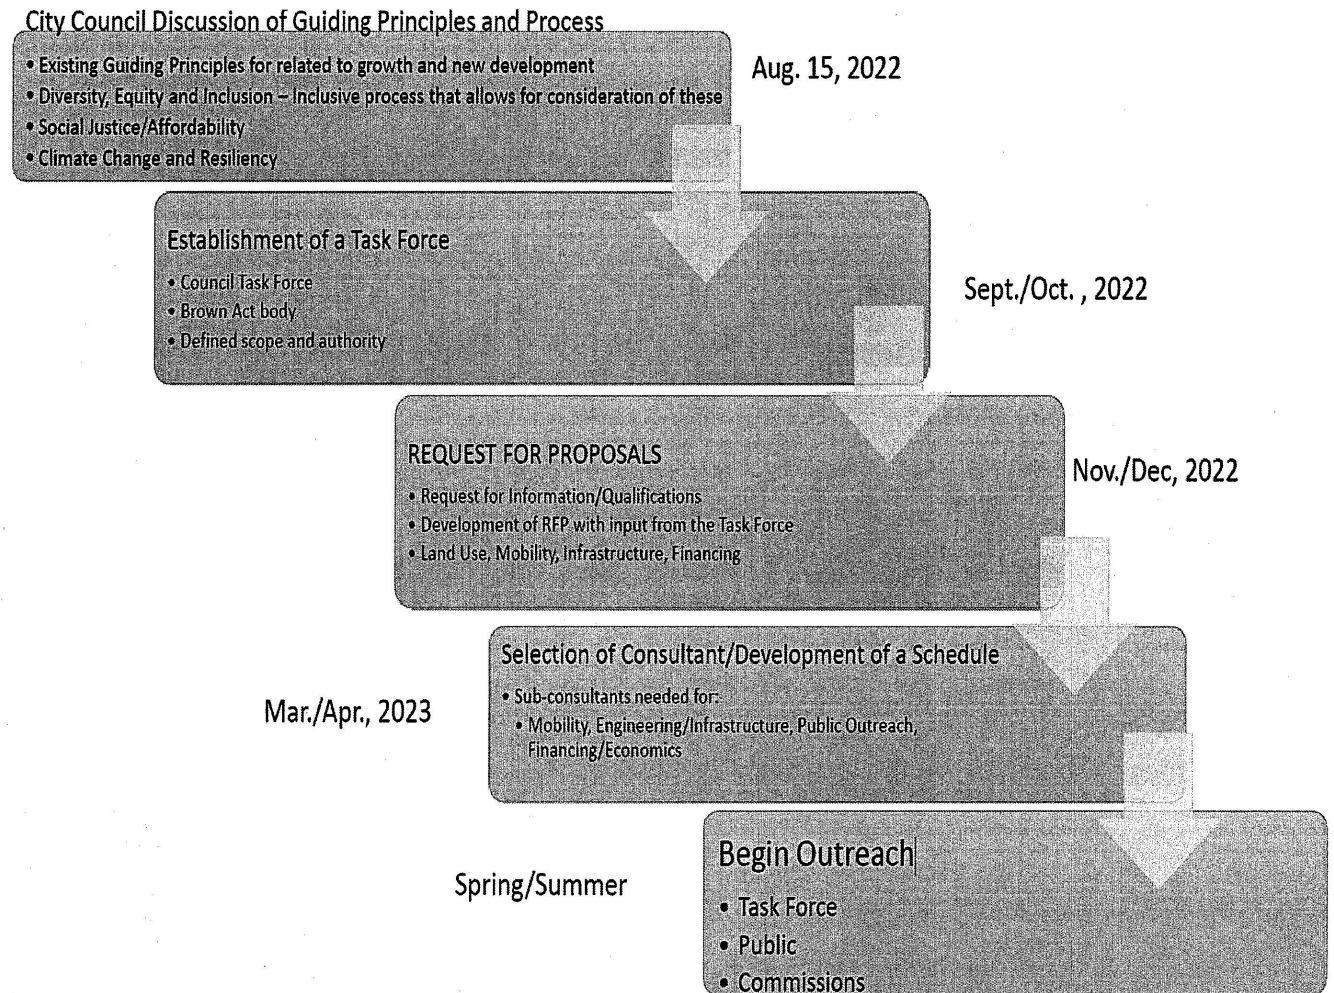 City Council Discussion of Guiding Principles and Process
• Existing Guiding Principles for related to growth and new development
• Diversity, Equity and Inclusion – Inclusive process that allows for consideration of these
• Social Justice/Affordability
• Climate Change and Resiliency
Aug. 15, 2022
Establishment of a Task Force
• Council Task Force
• Brown Act body
• Defined scope and authority
Sept./Oct. , 2022
REQUEST FOR PROPOSALS
• Request for Information/Qualifications
• Development of RFP with input from the Task Force
• Land Use, Mobility, Infrastructure, Financing
Nov./Dec, 2022
Selection of Consultant/Development of a Schedule
• Sub-consultants needed for:
• Mobility, Engineering/Infrastructure, Public Outreach,
Financing/Economics
Mar./Apr., 2023
Begin Outreach
• Task Force
• Public
• Commissions
Spring/Summer